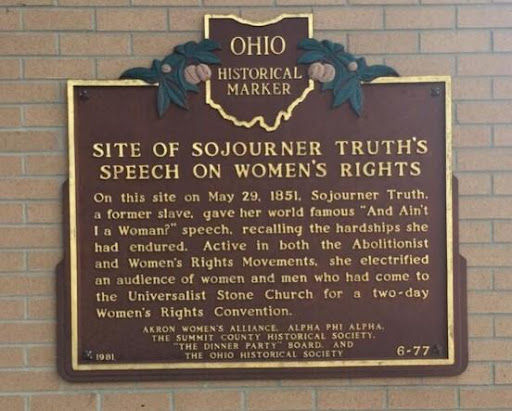 OHIO
HISTORICAL
MARKER
SITE OF SOJOURNER TRUTH'S
SPEECH ON WOMEN'S RIGHTS
On this site on May 29, 1851, Sojourner Truth,
a former slave, gave her world famous "And Ain't
I a Woman?" speech, recalling the hardships she
had endured. Active in both the Abolitionist
and Women's Rights Movements, she electrified
an audience of women and men who had come to
the Universalist Stone Church for a two-day
Women's Rights Convention.
AKRON WOMEN'S ALLIANCE, ALPHA PHI ALPHA,
THE SUMMIT COUNTY HISTORICAL SOCIETY,
"THE DINNER PARTY" BOARD, AND
THE OHIO HISTORICAL SOCIETY
1981
6-77